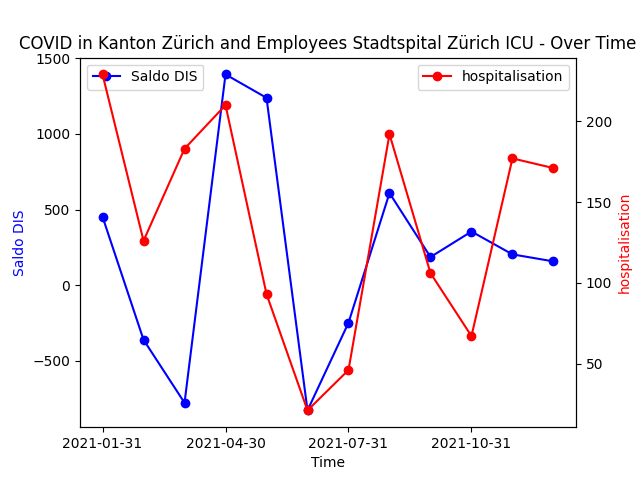 COVID in Kanton Zürich and Employees Stadtspital Zürich ICU - Over Time
Saldo DIS
hospitalisation
1500
1000
500
0
−500
Saldo DIS
200
150
100
50
hospitalisation
2021-01-31
2021-04-30
2021-07-31
2021-10-31
Time